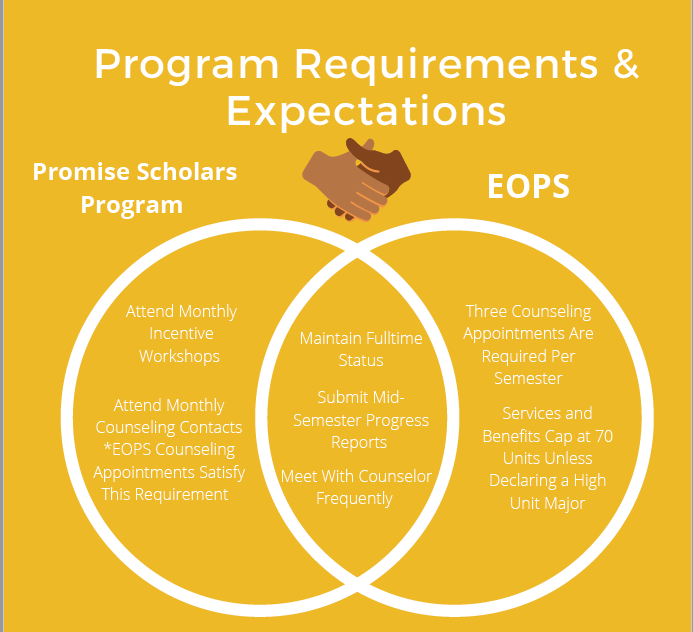 Program Requirements &
Expectations
Promise Scholars
Program
EOPS
Attend Monthly
Incentive
Workshops
Attend Monthly
Counseling Contacts
*EOPS Counseling
Appointments Satisfy
This Requirement
Maintain Fulltime
Status
Submit Mid-
Semester Progress
Reports
Meet With Counselor
Frequently
Three Counseling
Appointments Are
Required Per
Semester
Services and
Benefits Cap at 70
Units Unless
Declaring a High
Unit Major